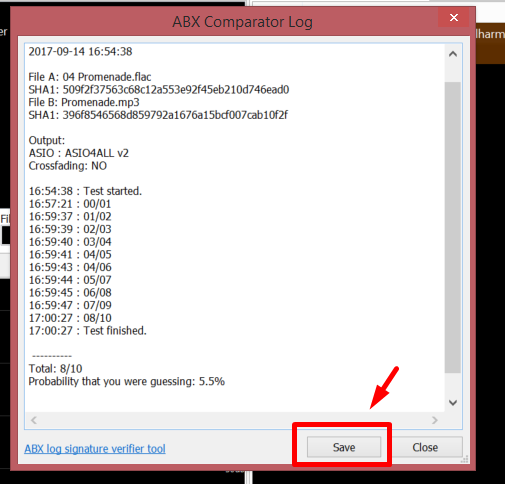 ABX Comparator Log
2017-09-14 16:54:38
File A: 04 Promenade.flac
SHA1: 509f2f37563c68c12a553e92f45eb210d746ead0
File B: Promenade.mp3
SHA1: 396f8546568d859792a1676a15bcf007cab10f2f
Output:
ASIO : ASIO4ALL v2
Crossfading: NO
16:54:38 : Test started.
16:57:21 : 00/01
16:59:37 : 01/02
16:59:39 : 02/03
16:59:40 : 03/04
16:59:41 : 04/05
16:59:43 : 04/06
16:59:44 : 05/07
16:59:45 : 06/08
16:59:47 : 07/09
17:00:27 : 08/10
17:00:27 : Test finished.
----------
Total: 8/10
Probability that you were guessing: 5.5%
ABX log signature verifier tool
Save
Close